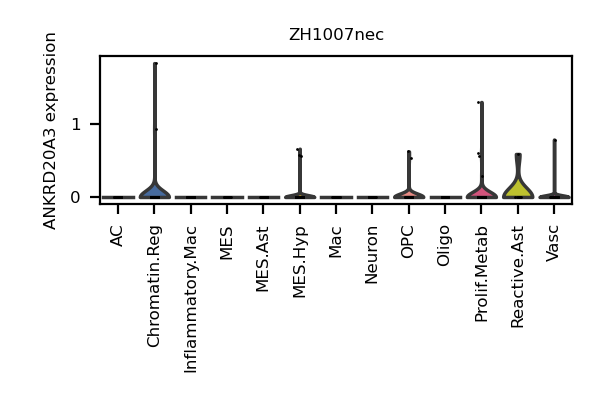 ZH1007nec
ANKRD20A3 expression
1
0
AC
Chromatin.Reg
Inflammatory.Mac
MES
MES.Ast
MES.Hyp
Mac
Neuron
OPC
Oligo
Prolif.Metab
Reactive.Ast
Vasc